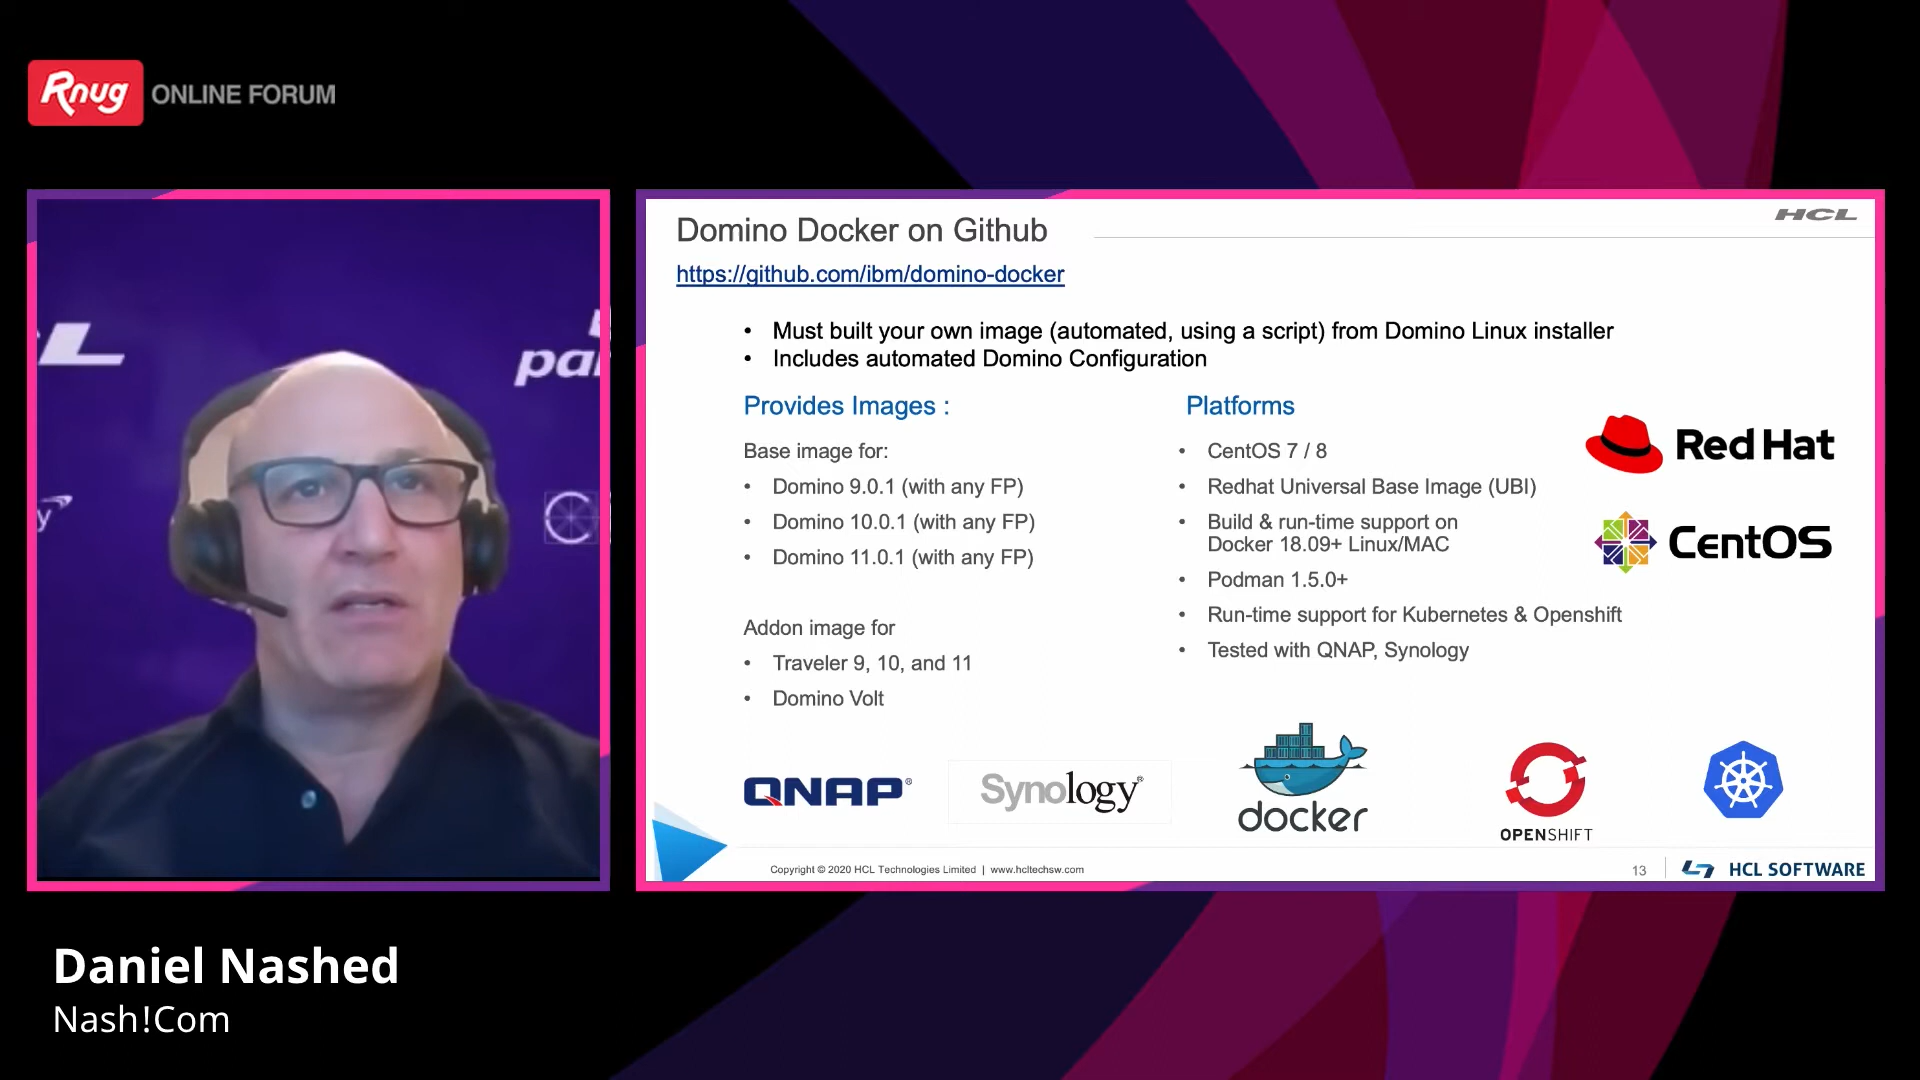 Rnug ONLINE FORUM
Domino Docker on Github
HCL
https://github.com/ibm/domino-docker
• Must built your own image (automated, using a script) from Domino Linux installer
• Includes automated Domino Configuration
Provides Images :
Base image for:
• Domino 9.0.1 (with any FP)
• Domino 10.0.1 (with any FP)
• Domino 11.0.1 (with any FP)
Addon image for
• Traveler 9, 10, and 11
• Domino Volt
Platforms
• CentOS 7 / 8
• Redhat Universal Base Image (UBI)
• Build & run-time support on
Docker 18.09+ Linux/MAC
• Podman 1.5.0+
• Run-time support for Kubernetes & Openshift
• Tested with QNAP, Synology
Red Hat
CentOS
QNAP®
Synology®
docker
OPENSHIFT
Copyright © 2020 HCL Technologies Limited | www.hcltechsw.com
13
HCL SOFTWARE
Daniel Nashed
Nash!Com